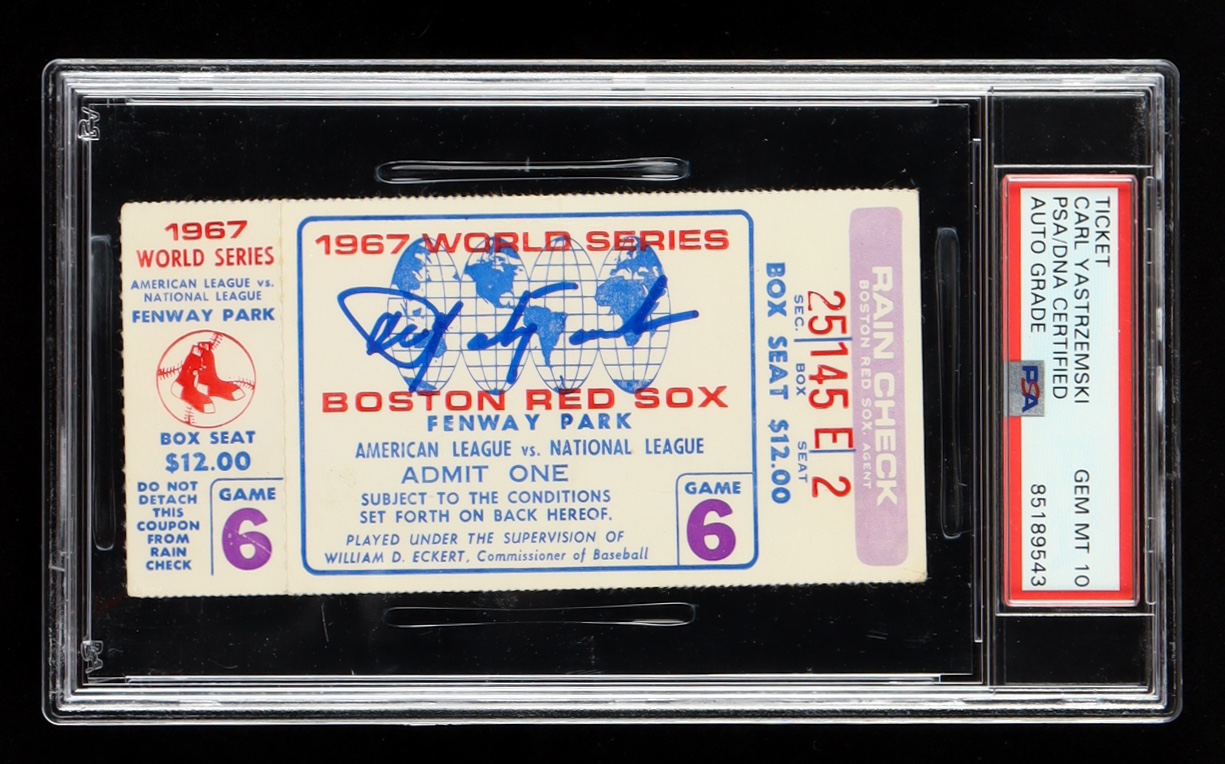 1967
WORLD SERIES
AMERICAN LEAGUE vs.
NATIONAL LEAGUE
FENWAY PARK
BOX SEAT
$12.00
DO NOT
DETACH
THIS
COUPON
FROM
RAIN
CHECK
GAME
6
1967 WORLD SERIES
BOSTON RED SOX
FENWAY PARK
AMERICAN LEAGUE vs. NATIONAL LEAGUE
ADMIT ONE
SUBJECT TO THE CONDITIONS
SET FORTH ON BACK HEREOF.
PLAYED UNDER THE SUPERVISION OF
WILLIAM D. ECKERT, Commissioner of Baseball
GAME
6
RAIN CHECK
BOSTON RED SOX, AGENT
25 145 E 2
SEC. BOX SEAT
BOX SEAT $12.00
TICKET
CARL YASTRZEMSKI GEM MT 10
PSA/DNA CERTIFIED
AUTO GRADE 85189543
PSA